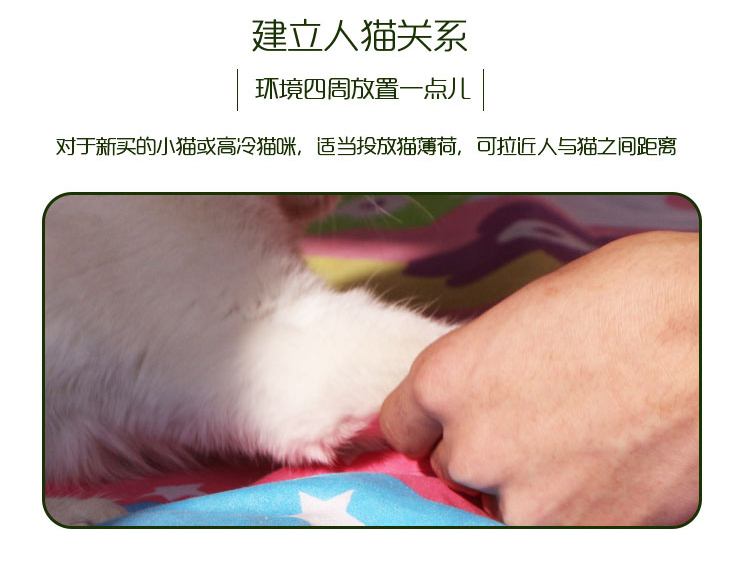 建立人猫关系
环境四周放置一点儿
对于新买的小猫或高冷猫咪，适当投放猫薄荷，可拉近人与猫之间距离